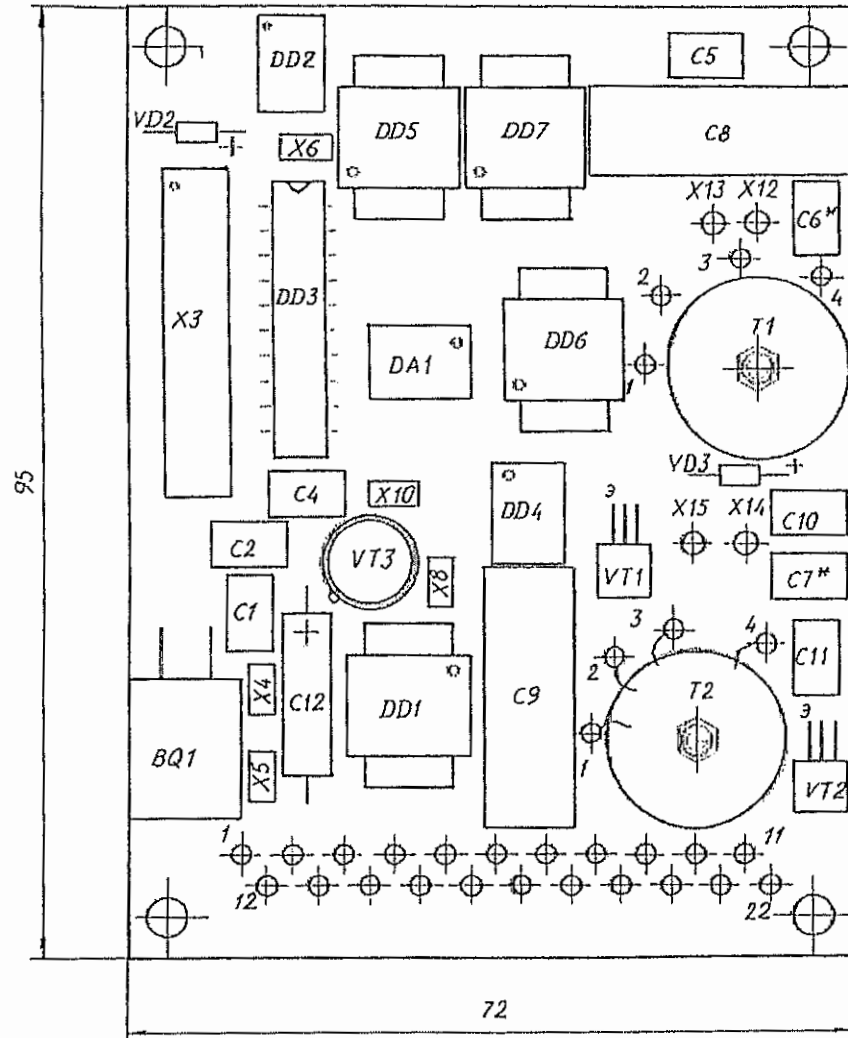 DD2
C5
VD2
X6
DD5
DD7
C8
X13
X12
C6*
3
2
4
X3
DD3
DA1
DD6
T1
1
VD3
95
C4
X10
DD4
Э
X15
X14
C10
C2
VT3
X8
VT1
C7*
C1
3
4
2
C11
X4
C12
DD1
C9
T2
Э
BQ1
X5
1
VT2
1
11
12
22
72